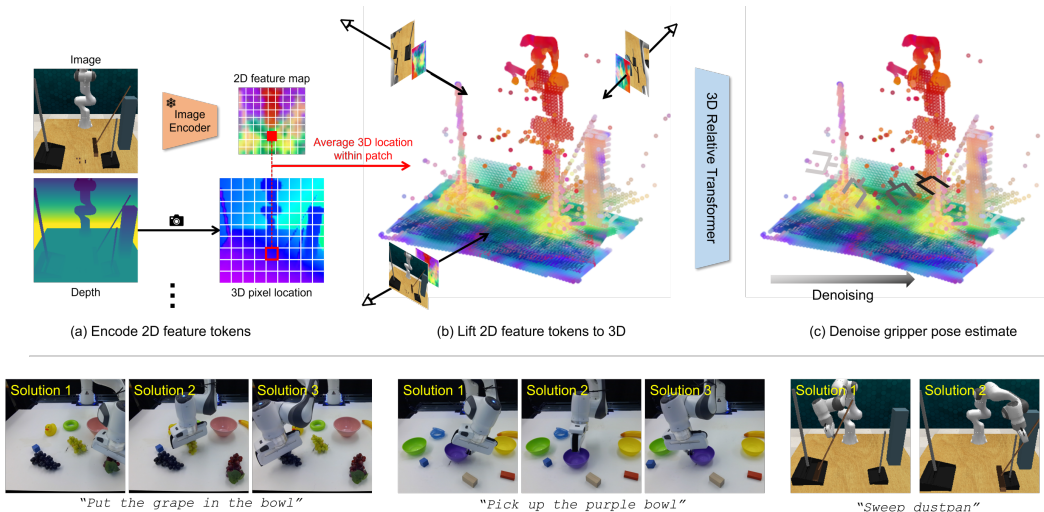 Image
Image
Encoder
2D feature map
Average 3D location
within patch
Depth
3D pixel location
(a) Encode 2D feature tokens
(b) Lift 2D feature tokens to 3D
3D Relative Transformer
Denoising
(c) Denoise gripper pose estimate
Solution 1
Solution 2
Solution 3
"Put the grape in the bowl"
Solution 1
Solution 2
Solution 3
"Pick up the purple bowl"
Solution 1
Solution 2
"Sweep dustpan"